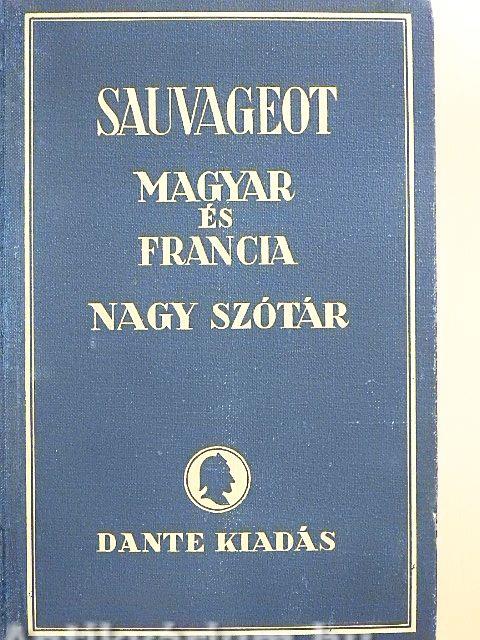 SAUVAGEOT
MAGYAR
ÉS
FRANCIA
NAGY SZÓTÁR
DANTE KIADÁS